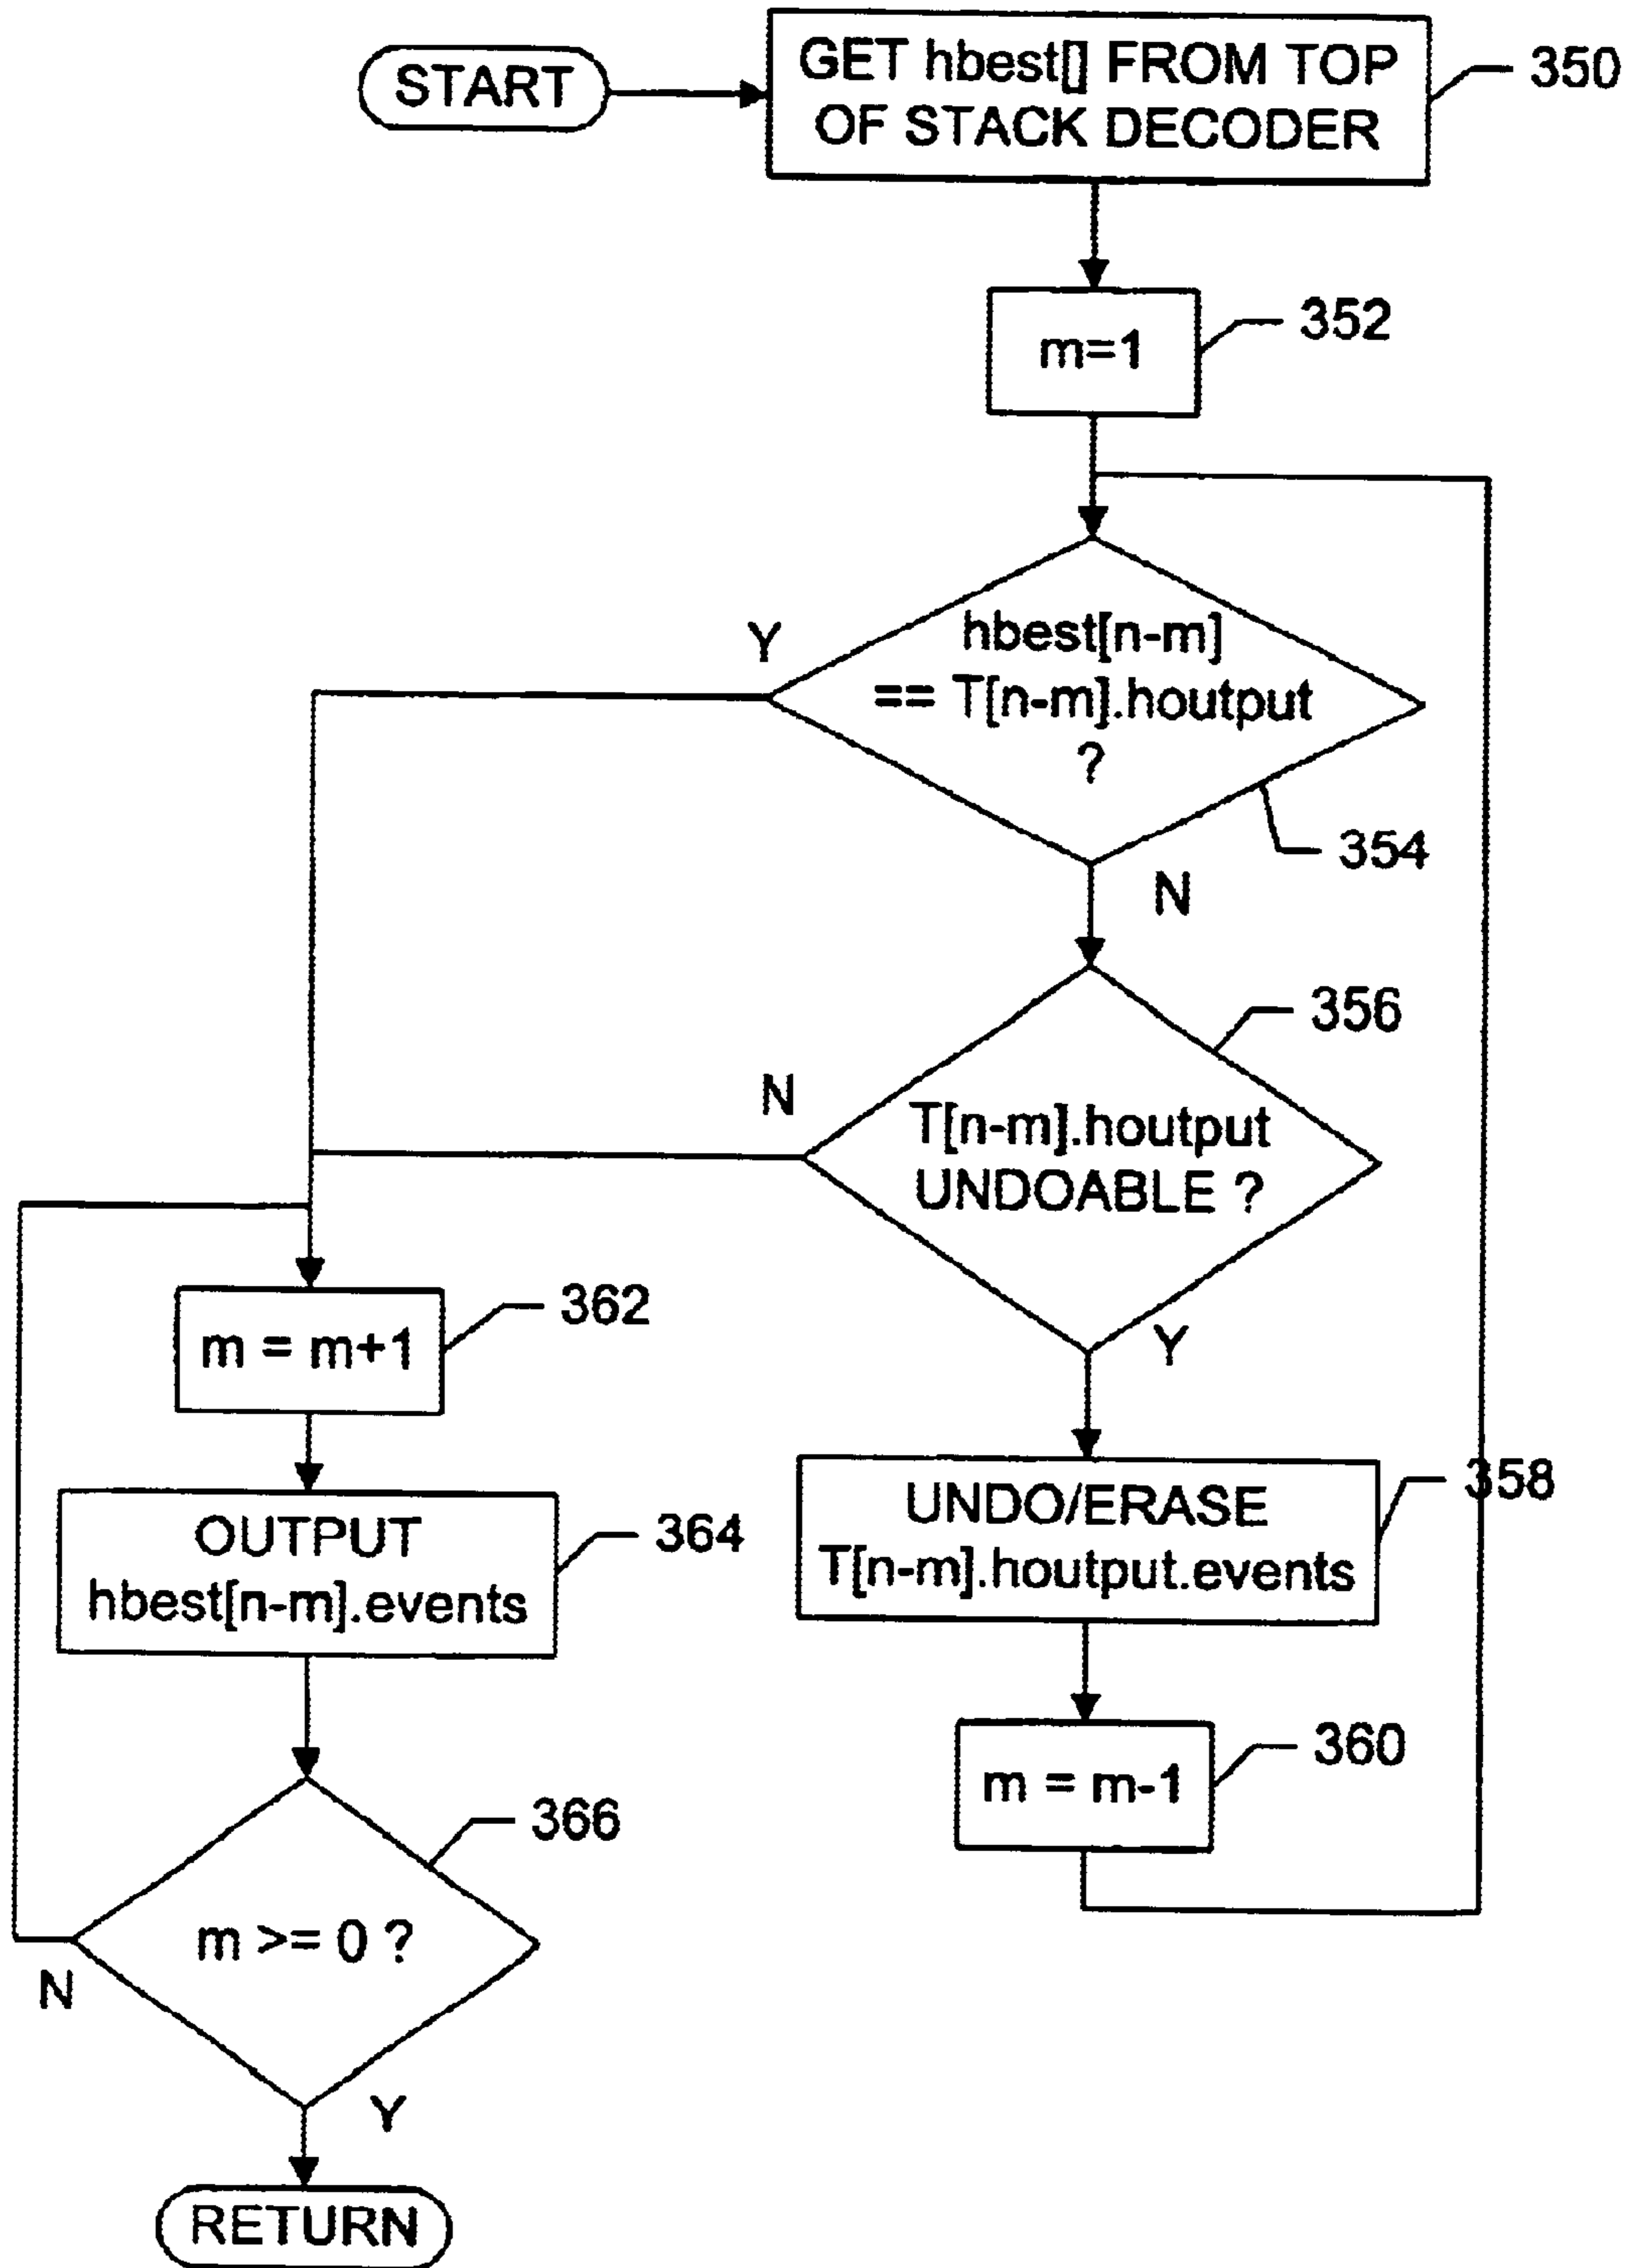 START
GET hbest[] FROM TOP
OF STACK DECODER
350
m=1
352
hbest[n-m]
== T[n-m].houtput
?
Y
N
354
T[n-m].houtput
UNDOABLE ?
356
N
Y
m = m+1
362
UNDO/ERASE
T[n-m].houtput.events
358
OUTPUT
hbest[n-m].events
364
m = m-1
360
m >= 0 ?
366
N
Y
RETURN